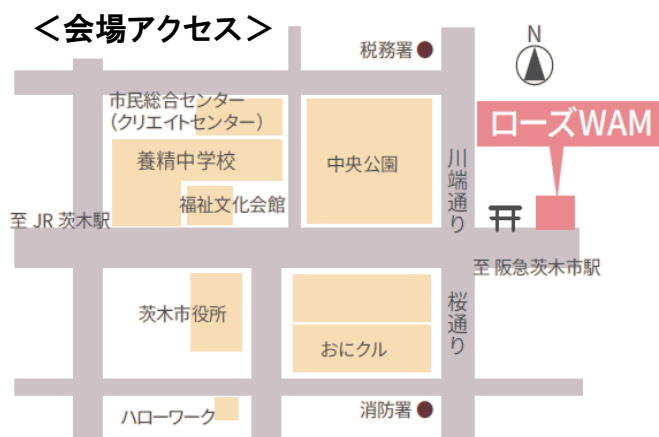 ＜会場アクセス＞
税務署
N
市民総合センター
（クリエイトセンター）
ローズWAM
養精中学校
中央公園
川端通り
福祉文化会館
至 JR 茨木駅
至 阪急茨木市駅
茨木市役所
桜通り
おにクル
ハローワーク
消防署